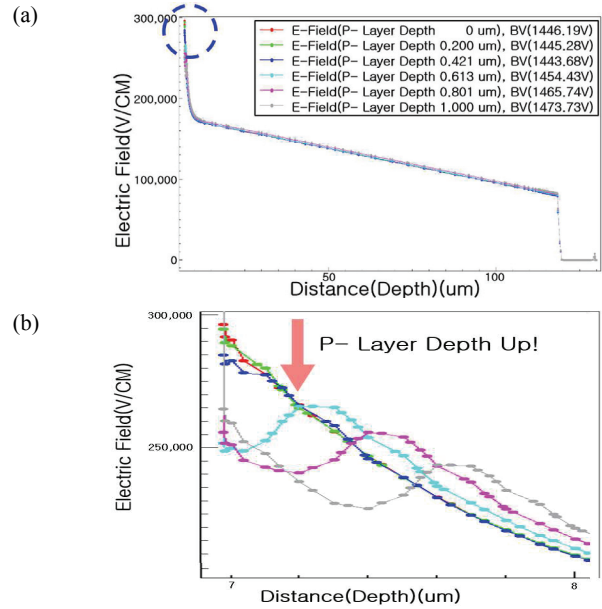 (a)
300,000
200,000
100,000
0
Electric Field(V/CM)
E-Field(P- Layer Depth 0 um), BV(1446.19V)
E-Field(P- Layer Depth 0.200 um), BV(1445.28V)
E-Field(P- Layer Depth 0.421 um), BV(1443.68V)
E-Field(P- Layer Depth 0.613 um), BV(1454.43V)
E-Field(P- Layer Depth 0.801 um), BV(1465.74V)
E-Field(P- Layer Depth 1.000 um), BV(1473.73V)
50
100
Distance(Depth)(um)
(b)
300,000
250,000
Electric Field(V/CM)
P- Layer Depth Up!
7
8
Distance(Depth)(um)